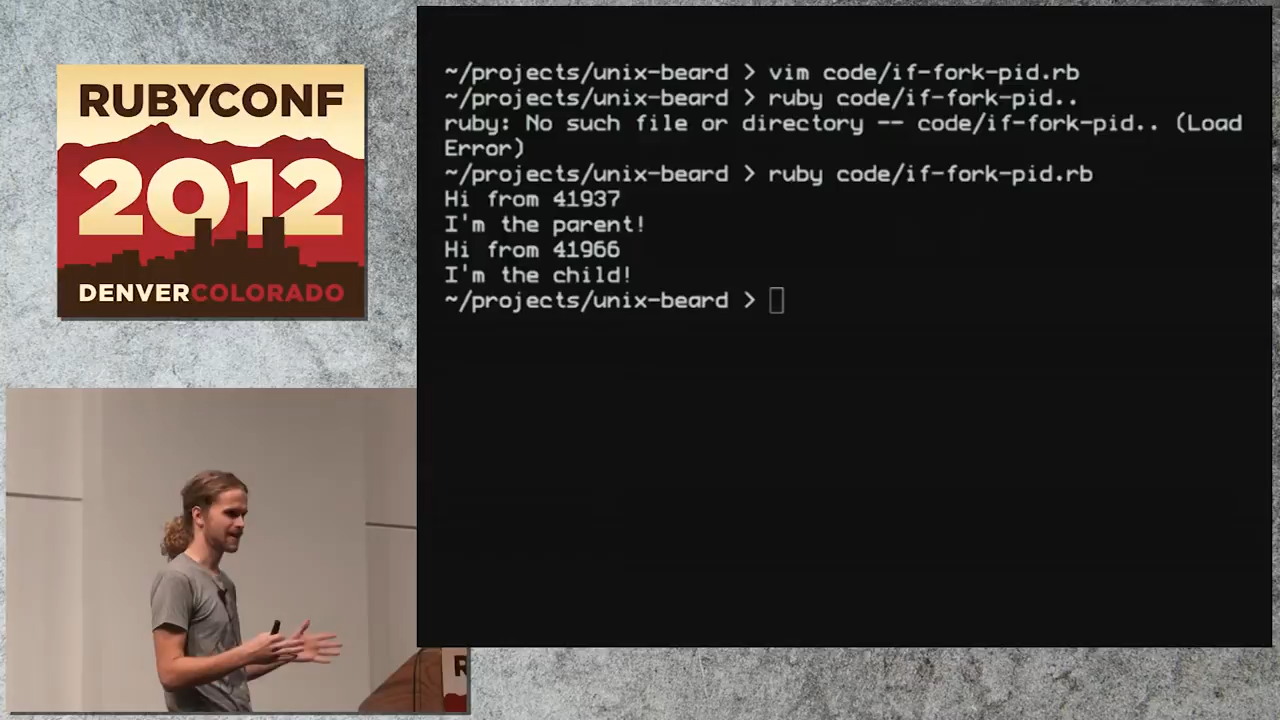 RUBYCONF
2012
DENVERCOLORADO
~/projects/unix-beard > vim code/if-fork-pid.rb
~/projects/unix-beard > ruby code/if-fork-pid..
ruby: No such file or directory -- code/if-fork-pid.. (Load
Error)
~/projects/unix-beard > ruby code/if-fork-pid.rb
Hi from 41937
I'm the parent!
Hi from 41966
I'm the child!
~/projects/unix-beard >
R